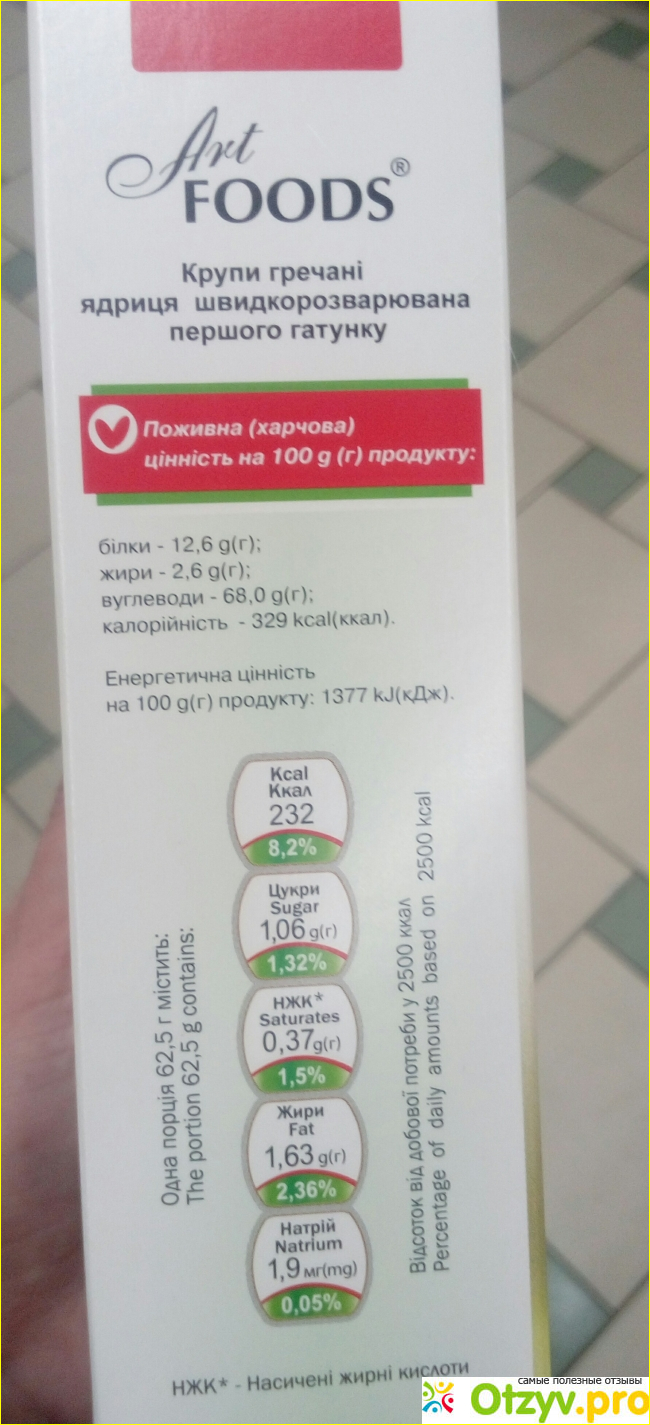 Art
FOODS®
Крупи гречані
ядриця швидкорозварювана
першого гатунку
Поживна (харчова)
цінність на 100 g (г) продукту:
білки - 12,6 g(г);
жири - 2,6 g(г);
вуглеводи - 68,0 g(г);
калорійність - 329 kcal(ккал).
Енергетична цінність
на 100 g(г) продукту: 1377 kJ(кДж).
Одна порція 62,5 г містить:
The portion 62,5 g contains:
Kcal
Ккал
232
8,2%
Цукри
Sugar
1,06 g(г)
1,32%
НЖК*
Saturates
0,37g(г)
1,5%
Жири
Fat
1,63 g(г)
2,36%
Натрій
Natrium
1,9 мг(mg)
0,05%
Відсоток від добової потреби у 2500 ккал
Percentage of daily amounts based on 2500 kcal
НЖК* - Насичені жирні кислоти
самые полезные отзывы
Otzyv.pro